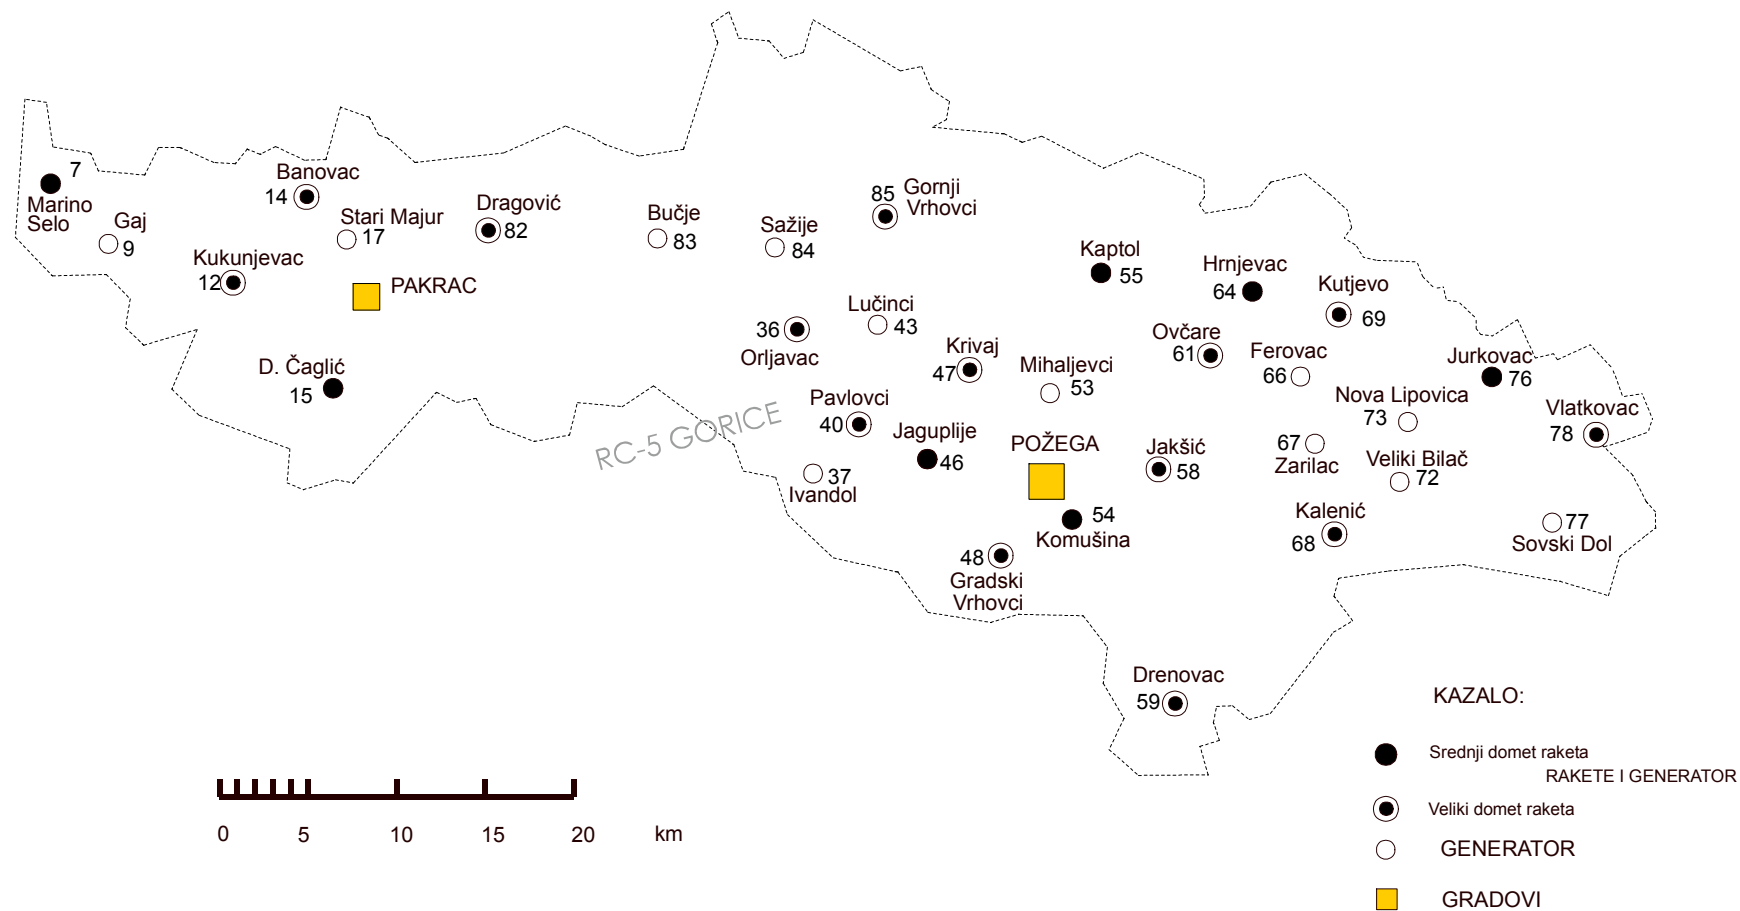 7
Marino
Selo
Gaj
9
Banovac
14
Stari Majur
17
Kukunjevac
12
PAKRAC
D. Čaglić
15
Dragović
82
Bučje
83
Sažije
84
85
Gornji
Vrhovci
Lučinci
43
36
Orljavac
Krivaj
47
Mihaljevci
53
Pavlovci
40
Jaguplije
46
37
Ivandol
RC-5 GORICE
POŽEGA
54
Komušina
48
Gradski
Vrhovci
Kaptol
55
Hrnjevac
64
Kutjevo
69
Ovčare
61
Ferovac
66
Jakšić
58
67
Zarilac
Nova Lipovica
73
Veliki Bilač
72
Jurkovac
76
Vlatkovac
78
Kalenić
68
77
Sovski Dol
Drenovac
59
0 5 10 15 20 km
KAZALO:
Srednji domet raketa
RAKETE I GENERATOR
Veliki domet raketa
GENERATOR
GRADOVI